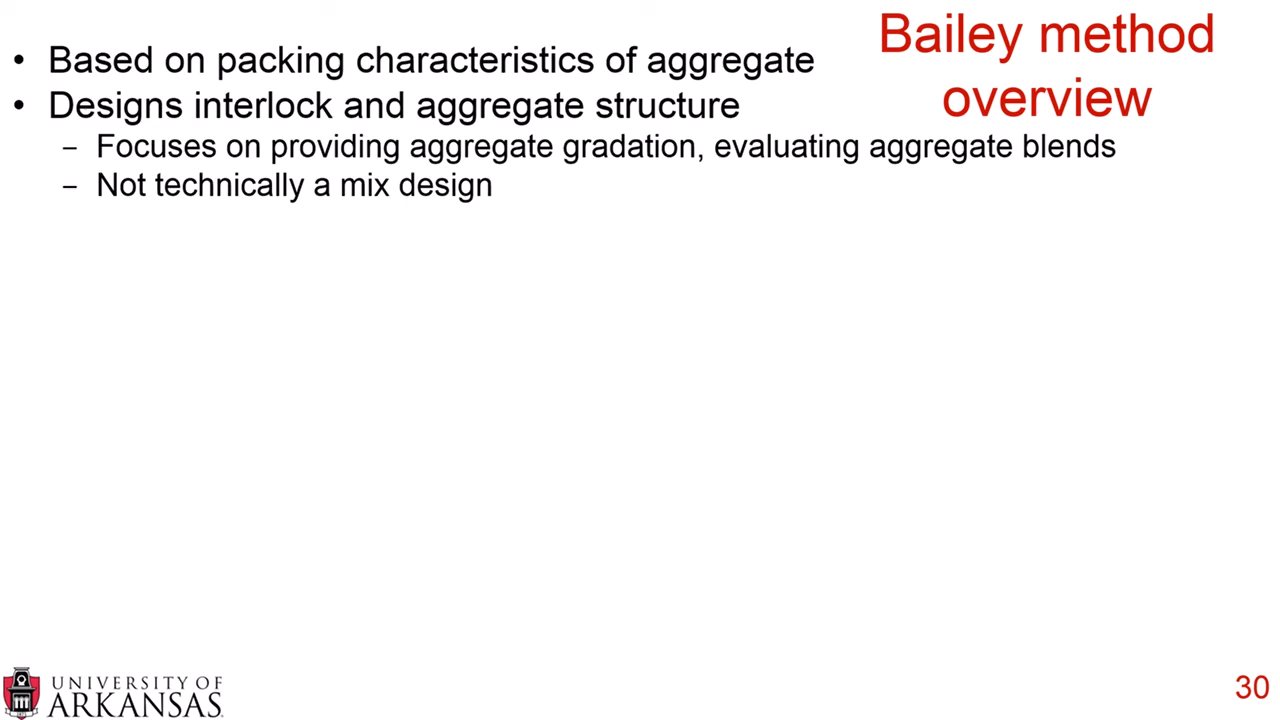 Bailey method
overview
• Based on packing characteristics of aggregate
• Designs interlock and aggregate structure
– Focuses on providing aggregate gradation, evaluating aggregate blends
– Not technically a mix design
UNIVERSITY OF
ARKANSAS
30